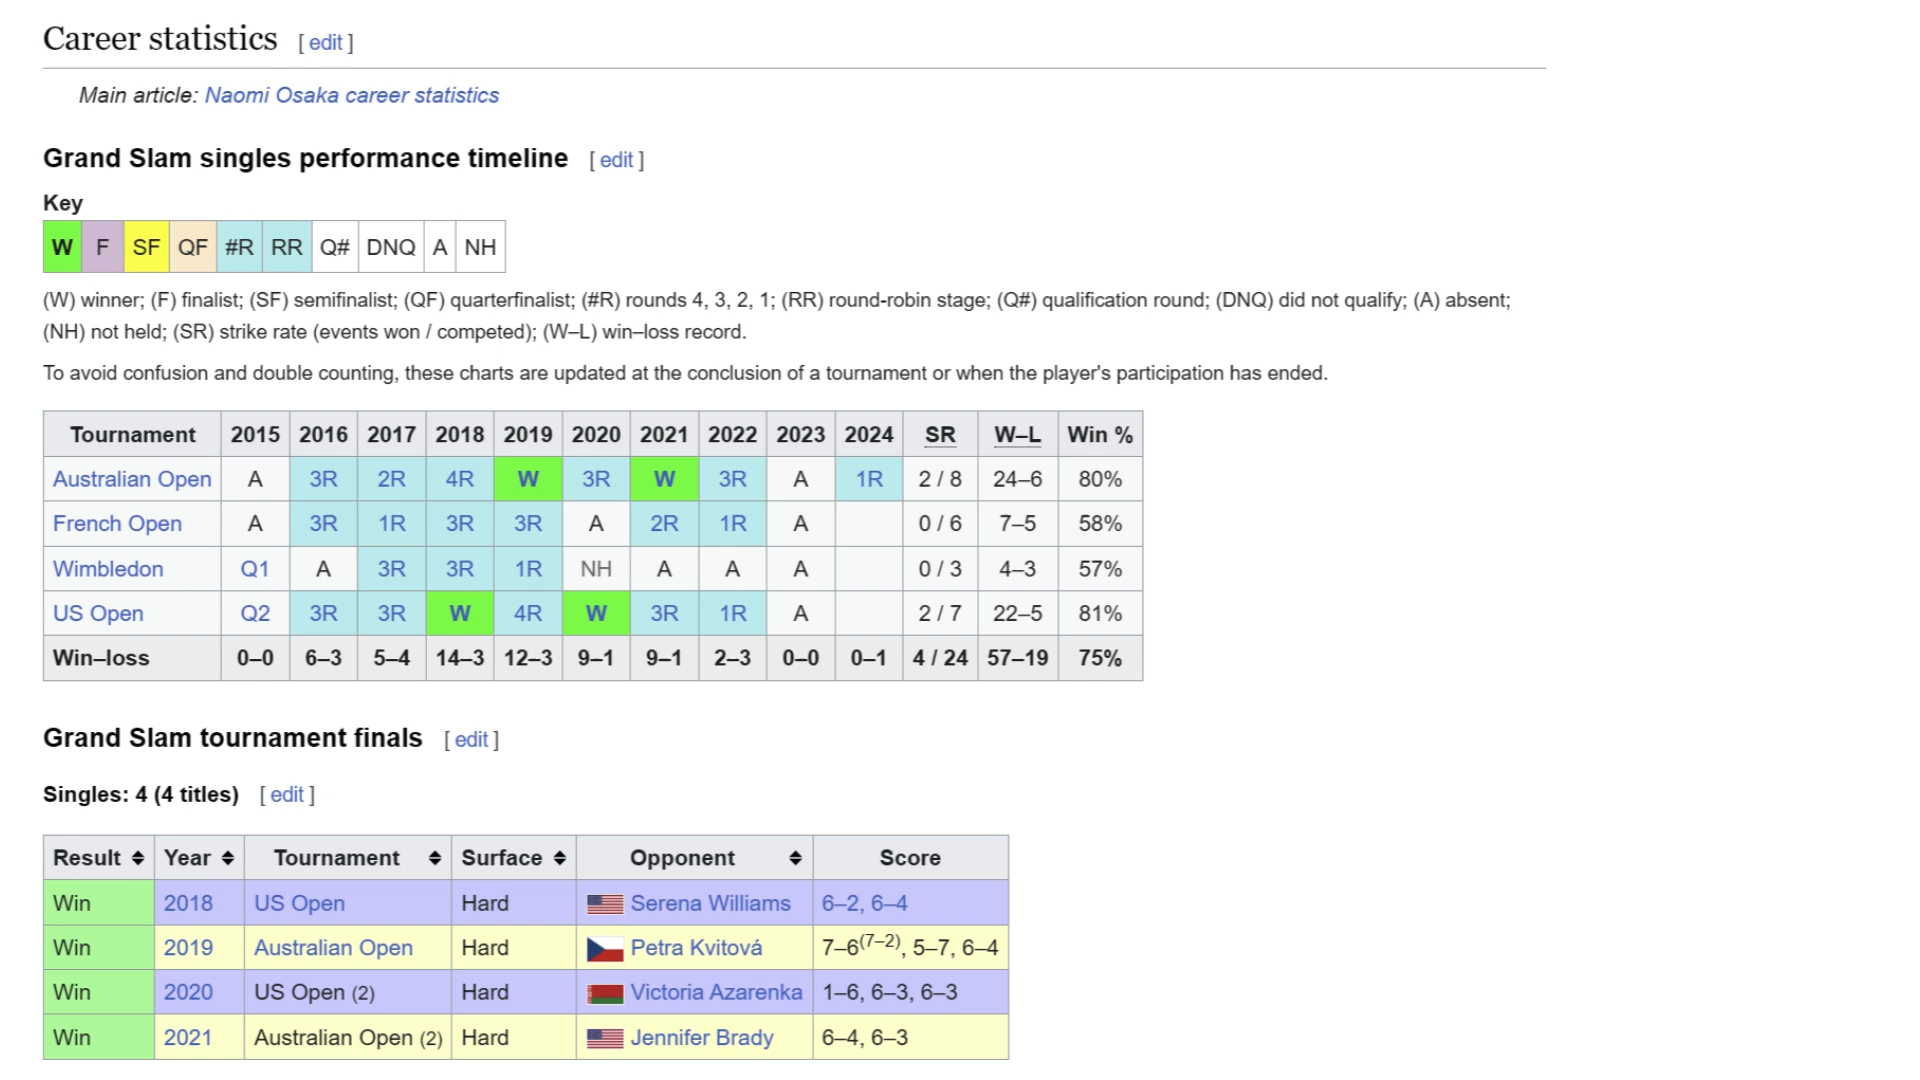 Career statistics [ edit ]
Main article: Naomi Osaka career statistics
Grand Slam singles performance timeline [ edit ]
Key
W F SF QF #R RR Q# DNQ A NH
(W) winner; (F) finalist; (SF) semifinalist; (QF) quarterfinalist; (#R) rounds 4, 3, 2, 1; (RR) round-robin stage; (Q#) qualification round; (DNQ) did not qualify; (A) absent;
(NH) not held; (SR) strike rate (events won / competed); (W–L) win–loss record.
To avoid confusion and double counting, these charts are updated at the conclusion of a tournament or when the player's participation has ended.
Tournament 2015 2016 2017 2018 2019 2020 2021 2022 2023 2024 SR W–L Win %
Australian Open A 3R 2R 4R W 3R W 3R A 1R 2 / 8 24–6 80%
French Open A 3R 1R 3R 3R A 2R 1R A 0 / 6 7–5 58%
Wimbledon Q1 A 3R 3R 1R NH A A A 0 / 3 4–3 57%
US Open Q2 3R 3R W 4R W 3R 1R A 2 / 7 22–5 81%
Win–loss 0–0 6–3 5–4 14–3 12–3 9–1 9–1 2–3 0–0 0–1 4 / 24 57–19 75%
Grand Slam tournament finals [ edit ]
Singles: 4 (4 titles) [ edit ]
Result Year Tournament Surface Opponent Score
Win 2018 US Open Hard Serena Williams 6–2, 6–4
Win 2019 Australian Open Hard Petra Kvitová 7–6(7–2), 5–7, 6–4
Win 2020 US Open (2) Hard Victoria Azarenka 1–6, 6–3, 6–3
Win 2021 Australian Open (2) Hard Jennifer Brady 6–4, 6–3